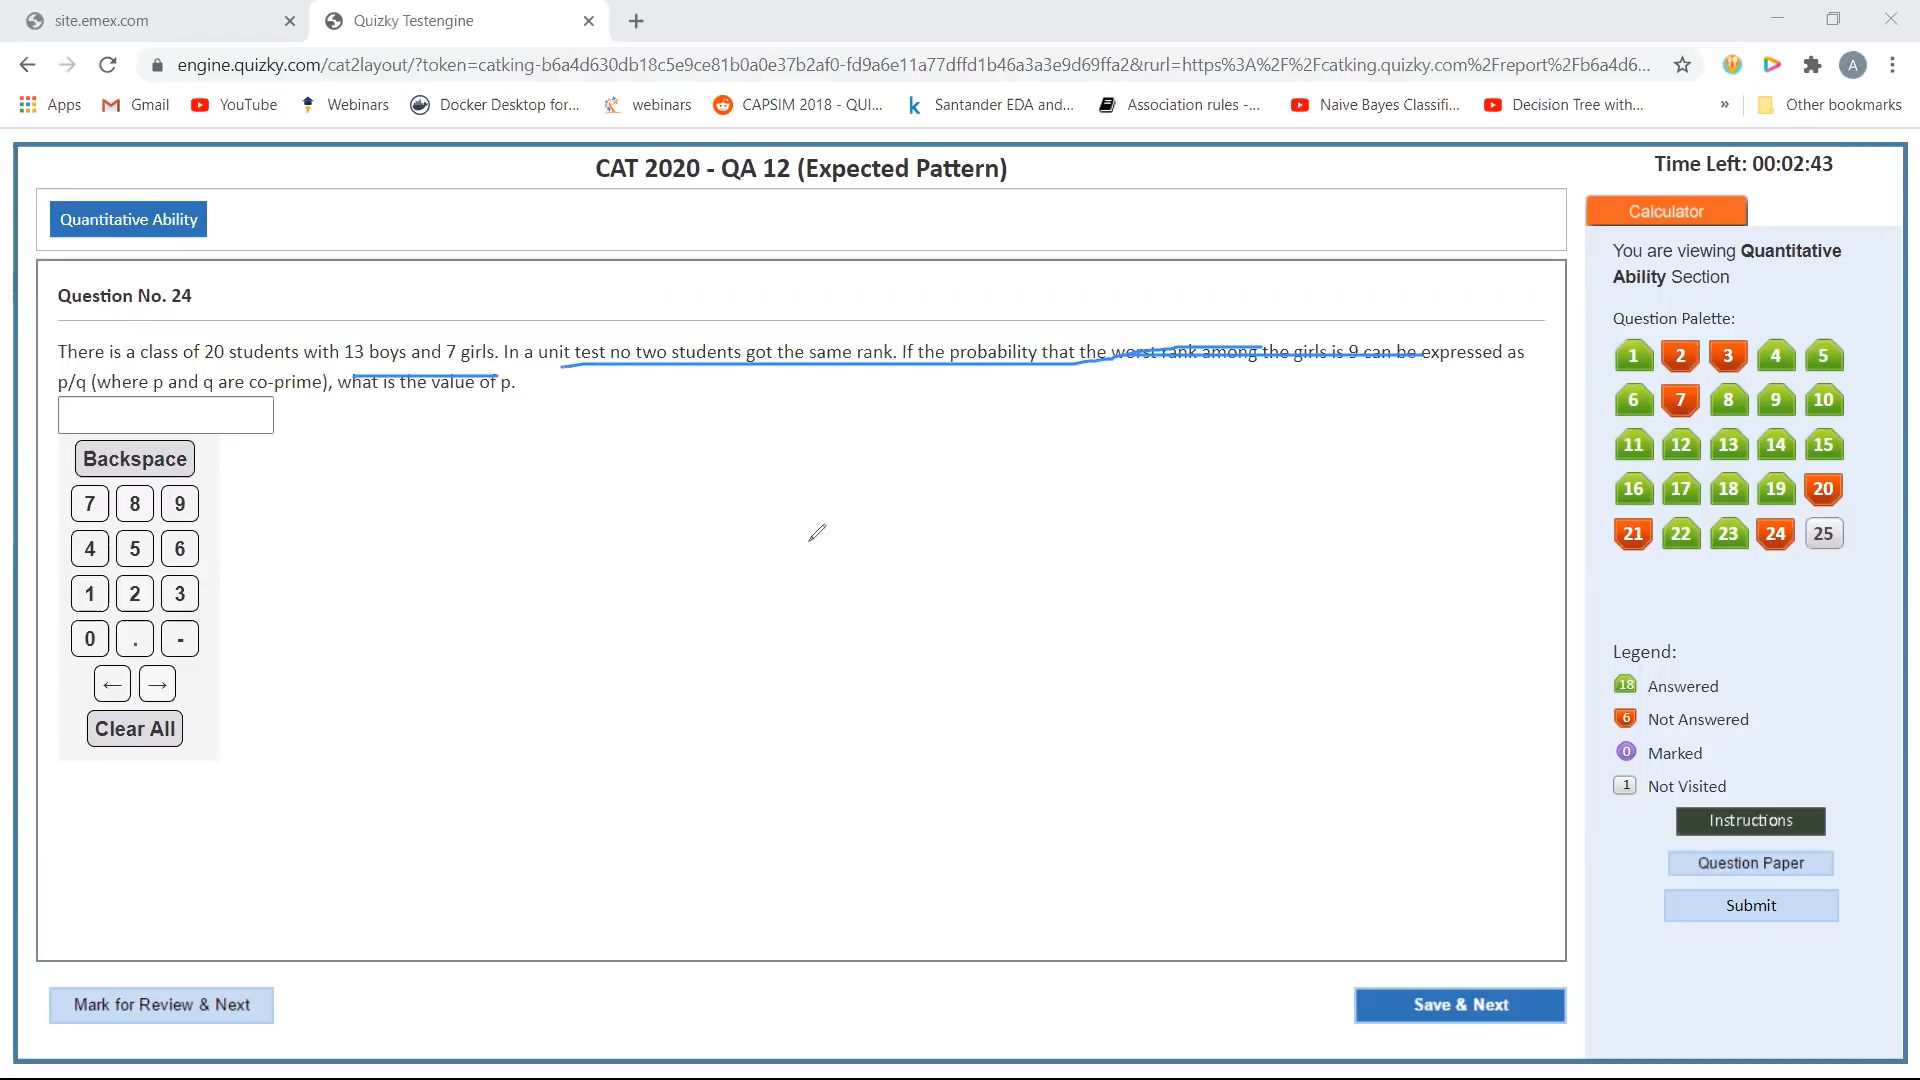 site.emex.com
Quizky Testengine
engine.quizky.com/cat2layout/?token=catking-b6a4d630db18c5e9ce81b0a0e37b2af0-fd9a6e11a77dffd1b46a3a3e9d69ffa2&rurl=https%3A%2F%2Fcatking.quizky.com%2Freport%2Fb6a4d6...
A
Apps Gmail YouTube Webinars Docker Desktop for... webinars CAPSIM 2018 - QUI... k Santander EDA and... Association rules -... Naive Bayes Classifi... Decision Tree with... » Other bookmarks
CAT 2020 - QA 12 (Expected Pattern)
Time Left: 00:02:43
Quantitative Ability
Calculator
You are viewing Quantitative
Ability Section
Question No. 24
Question Palette:
There is a class of 20 students with 13 boys and 7 girls. In a unit test no two students got the same rank. If the probability that the worst rank among the girls is 9 can be expressed as
p/q (where p and q are co-prime), what is the value of p.
1 2 3 4 5
6 7 8 9 10
11 12 13 14 15
16 17 18 19 20
21 22 23 24 25
Backspace
7 8 9
4 5 6
1 2 3
0 . -
← →
Clear All
Legend:
18 Answered
6 Not Answered
0 Marked
1 Not Visited
Instructions
Question Paper
Submit
Mark for Review & Next
Save & Next